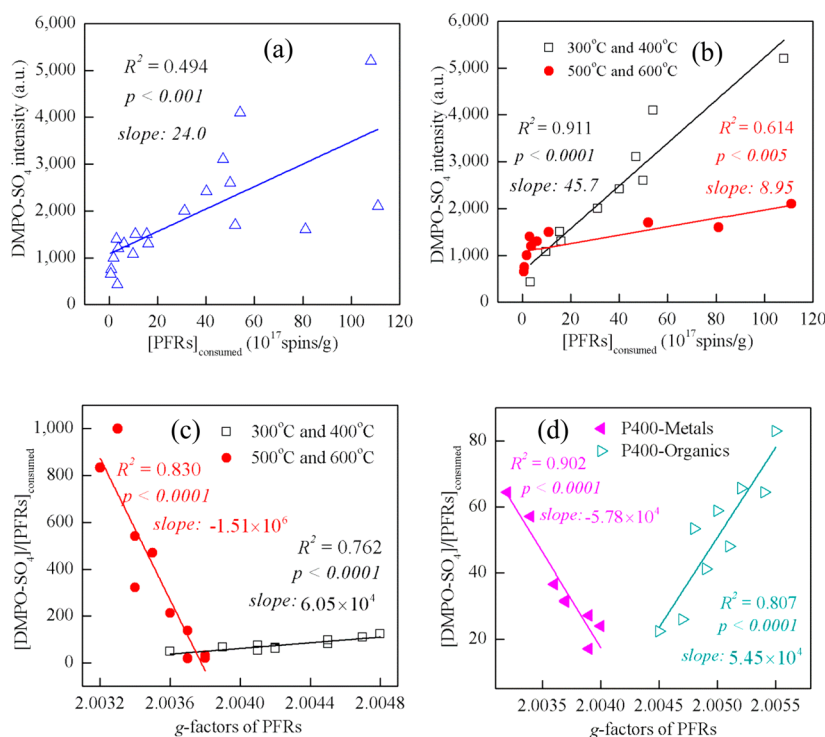 (a)
R² = 0.494
p < 0.001
slope: 24.0
6,000
5,000
4,000
3,000
2,000
1,000
0
DMPO-SO₄ intensity (a.u.)
0 20 40 60 80 100 120
[PFRs]consumed (10¹⁷spins/g)
(b)
300°C and 400°C
500°C and 600°C
R² = 0.911
p < 0.0001
slope: 45.7
R² = 0.614
p < 0.005
slope: 8.95
6,000
5,000
4,000
3,000
2,000
1,000
0
DMPO-SO₄ intensity (a.u.)
0 20 40 60 80 100 120
[PFRs]consumed (10¹⁷spins/g)
(c)
300°C and 400°C
500°C and 600°C
R² = 0.830
p < 0.0001
slope: -1.51×10⁶
R² = 0.762
p < 0.0001
slope: 6.05×10⁴
1,000
800
600
400
200
0
[DMPO-SO₄]/[PFRs]consumed
2.0032 2.0036 2.0040 2.0044 2.0048
g-factors of PFRs
(d)
P400-Metals
P400-Organics
R² = 0.902
p < 0.0001
slope: -5.78×10⁴
R² = 0.807
p < 0.0001
slope: 5.45×10⁴
80
60
40
20
[DMPO-SO₄]/[PFRs]consumed
2.0035 2.0040 2.0045 2.0050 2.0055
g-factors of PFRs